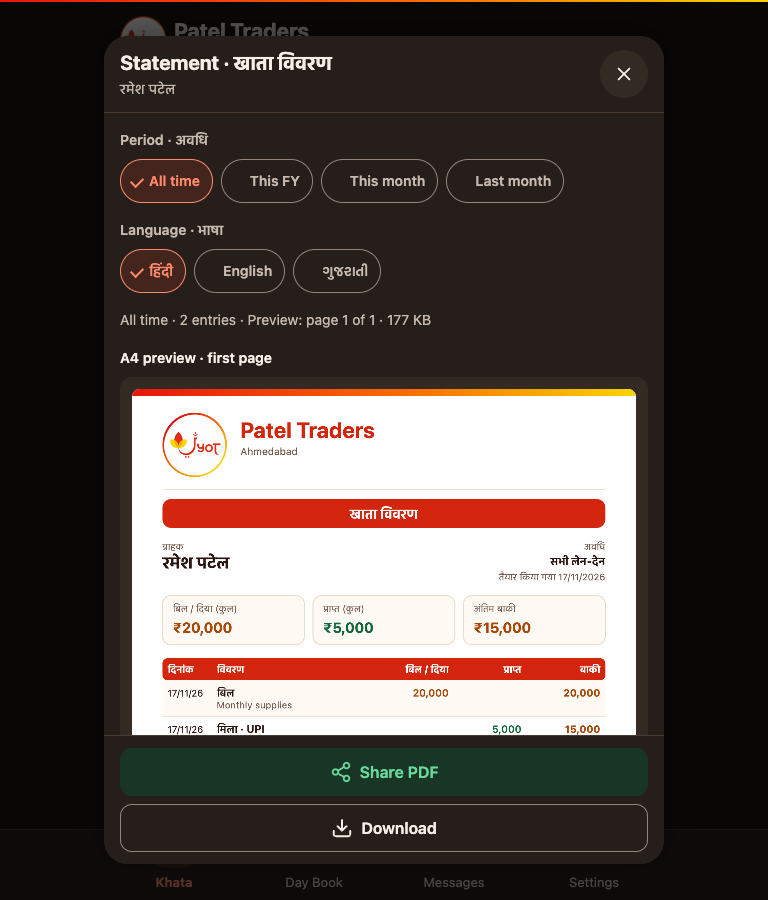 Patel Traders
Statement · खाता विवरण
रमेश पटेल
Period · अवधि
All time
This FY
This month
Last month
Language · भाषा
हिंदी
English
ગુજરાતી
All time · 2 entries · Preview: page 1 of 1 · 177 KB
A4 preview · first page
Jyot
Patel Traders
Ahmedabad
खाता विवरण
ग्राहक
अवधि
रमेश पटेल
सभी लेन-देन
तैयार किया गया 17/11/2026
बिल / दिया (कुल)
₹20,000
प्राप्त (कुल)
₹5,000
अंतिम बाकी
₹15,000
दिनांक विवरण बिल / दिया प्राप्त बाकी
17/11/26 बिल 20,000 20,000
Monthly supplies
17/11/26 मिला · UPI 5,000 15,000
Share PDF
Download
Khata
Day Book
Messages
Settings